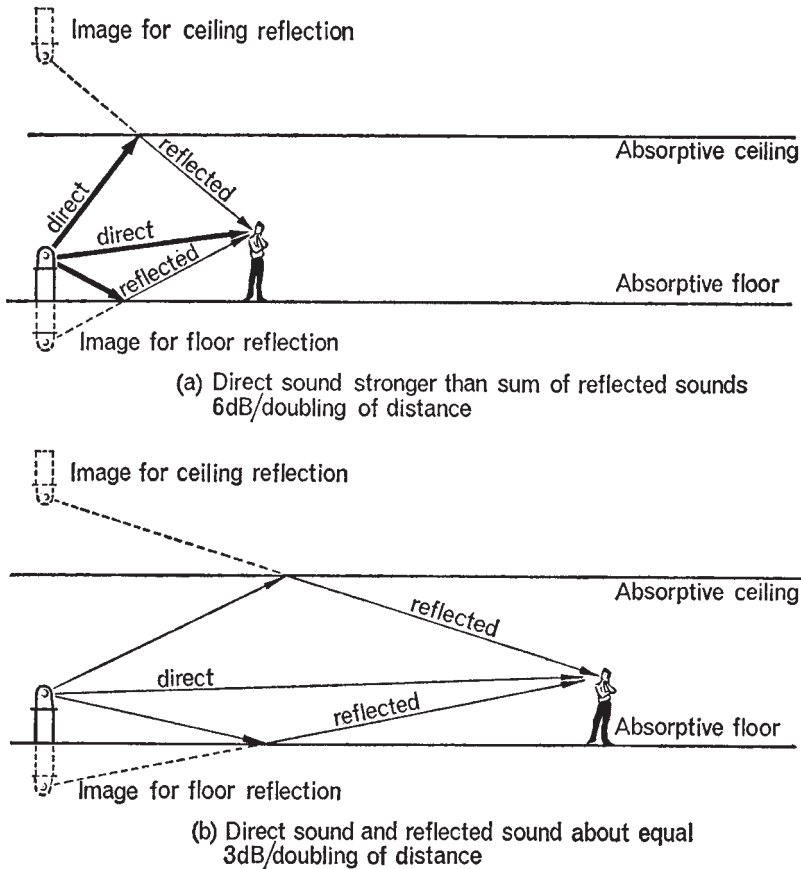 Image for ceiling reflection
Absorptive ceiling
reflected
direct
direct
reflected
Absorptive floor
Image for floor reflection
(a) Direct sound stronger than sum of reflected sounds
6dB/doubling of distance
Image for ceiling reflection
Absorptive ceiling
reflected
direct
reflected
Absorptive floor
Image for floor reflection
(b) Direct sound and reflected sound about equal
3dB/doubling of distance